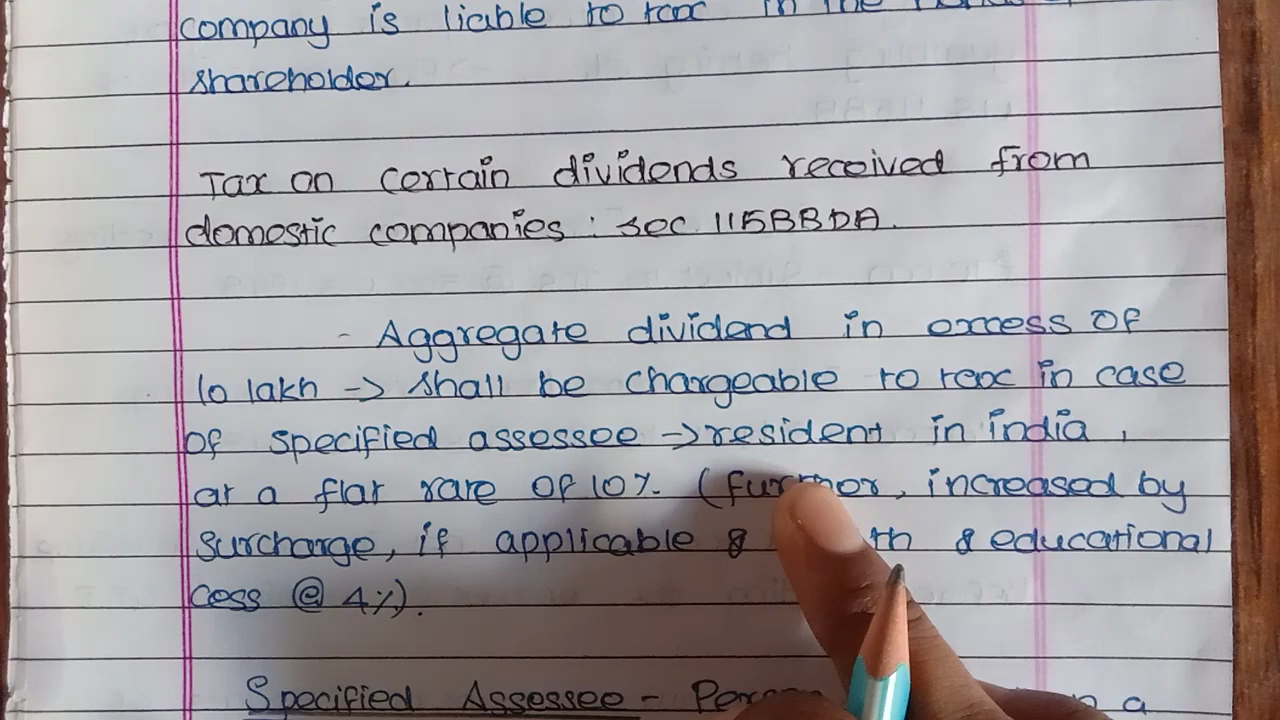 company is liable to tax in the
shareholder.
Tax on certain dividends received from
domestic companies : sec 115BBDA.
- Aggregate dividend in excess of
10 lakh -> shall be chargeable to tax in case
of specified assessee -> resident in india,
at a flat rate of 10%. (further, increased by
surcharge, if applicable & & educational
cess @ 4%).
Specified Assessee - a